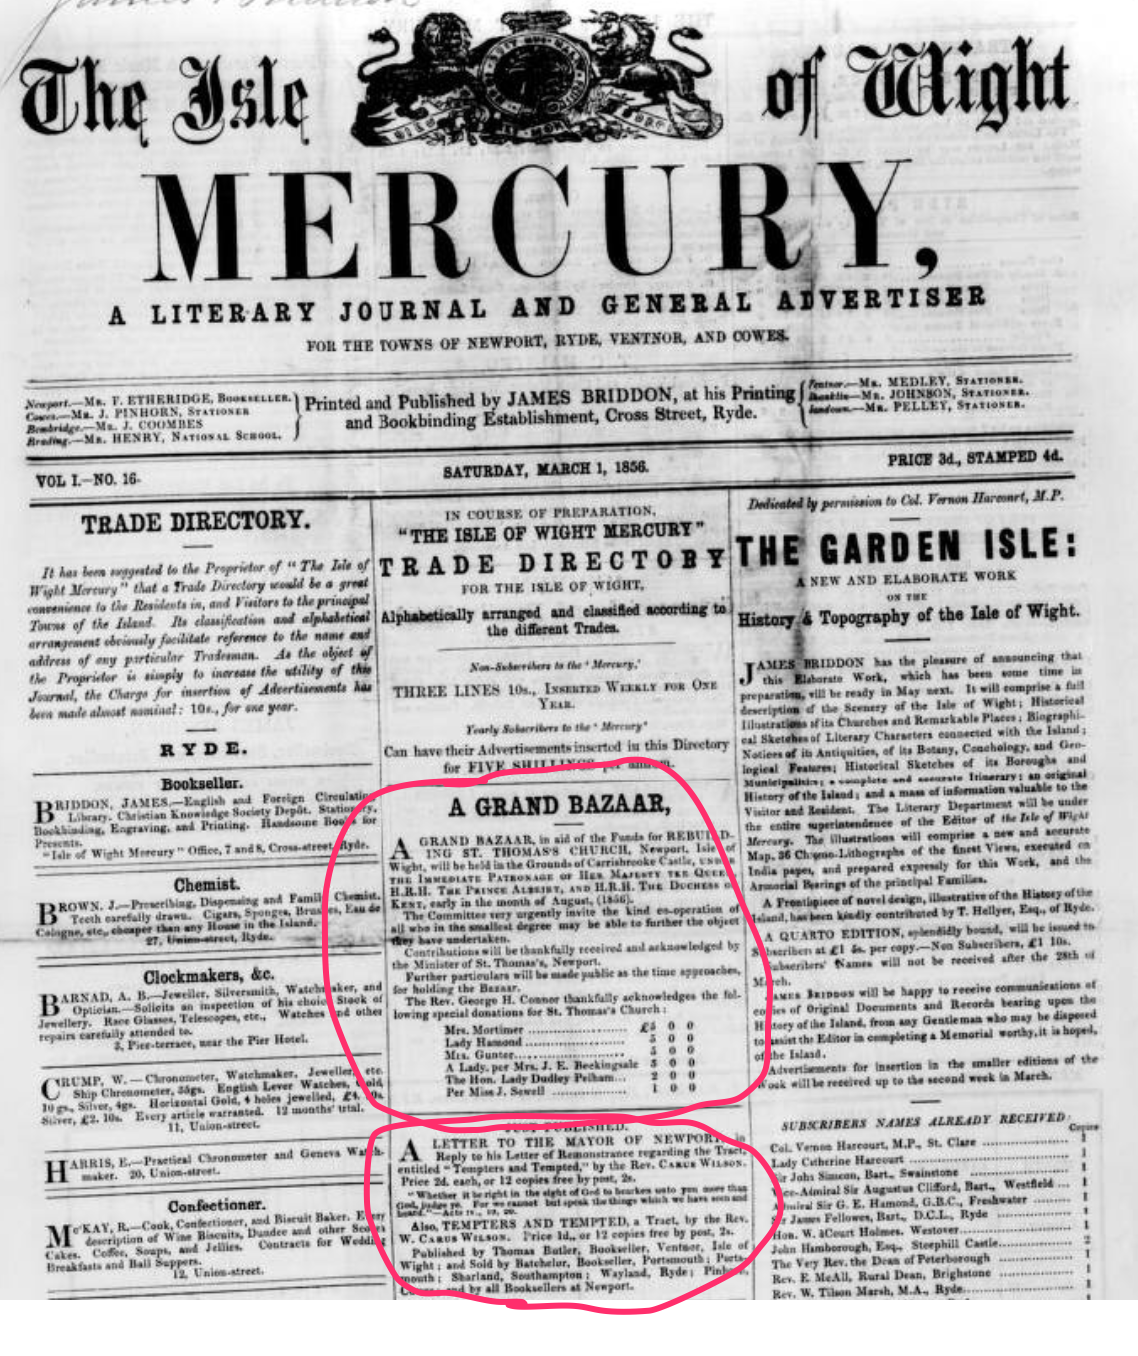 The Isle of Wight
MERCURY,
A LITERARY JOURNAL AND GENERAL ADVERTISER
FOR THE TOWNS OF NEWPORT, RYDE, VENTNOR, AND COWES.
Newport.—Mr. F. ETHERIDGE, Bookseller.
Cowes.—Mr. J. PINHORN, Stationer
Bembridge.—Mr. J. COOMBES
Brading.—Mr. HENRY, National School.
Printed and Published by JAMES BRIDDON, at his Printing
and Bookbinding Establishment, Cross Street, Ryde.
Ventnor.—Mr. MEDLEY, Stationer.
Shanklin—Mr. JOHNSON, Stationer.
Sandown.—Mr. PELLEY, Stationer.
VOL I.—NO. 16.
SATURDAY, MARCH 1, 1856.
PRICE 3d., STAMPED 4d.
TRADE DIRECTORY.
It has been suggested to the Proprietor of "The Isle of
Wight Mercury" that a Trade Directory would be a great
convenience to the Residents in, and Visitors to the principal
Towns of the Island. Its classification and alphabetical
arrangement obviously facilitate reference to the name and
address of any particular Tradesman. As the object of
the Proprietor is simply to increase the utility of this
Journal, the Charge for insertion of Advertisements has
been made almost nominal: 10s., for one year.
RYDE.
Bookseller.
BRIDDON, JAMES.—English and Foreign Circulating
Library. Christian Knowledge Society Depôt. Stationery,
Bookbinding, Engraving, and Printing. Handsome Books for
Presents.
"Isle of Wight Mercury" Office, 7 and 8, Cross-street, Ryde.
Chemist.
BROWN, J.—Prescribing, Dispensing and Family Chemist.
Teeth carefully drawn. Cigars, Sponges, Brushes, Eau de
Cologne, etc., cheaper than any House in the Island.
27, Union-street, Ryde.
Clockmakers, &c.
BARNAD, A. B.—Jeweller, Silversmith, Watchmaker, and
Optician.—Solicits an inspection of his choice Stock of
Jewellery. Race Glasses, Telescopes, etc., Watches and other
repairs carefully attended to.
3, Pier-terrace, near the Pier Hotel.
CRUMP, W.—Chronometer, Watchmaker, Jeweller, etc.
Ship Chronometer, 35gs. English Lever Watches, Gold,
10 gs., Silver, 4gs. Horizontal Gold, 4 holes jewelled, £4. 10s.
Silver, £2. 10s. Every article warranted. 12 months' trial.
11, Union-street.
HARRIS, E.—Practical Chronometer and Geneva Watch-
maker. 20, Union-street.
Confectioner.
McKAY, R.—Cook, Confectioner, and Biscuit Baker. Every
description of Wine Biscuits, Dundee and other Scotch
Cakes. Coffee, Soups, and Jellies. Contracts for Wedding
Breakfasts and Ball Suppers.
12, Union-street.
IN COURSE OF PREPARATION,
"THE ISLE OF WIGHT MERCURY"
TRADE DIRECTORY
FOR THE ISLE OF WIGHT,
Alphabetically arranged and classified according to
the different Trades.
Non-Subscribers to the 'Mercury,'
THREE LINES 10s., Inserted Weekly for One
Year.
Yearly Subscribers to the 'Mercury'
Can have their Advertisements inserted in this Directory
for FIVE SHILLINGS per annum.
A GRAND BAZAAR,
A GRAND BAZAAR, in aid of the Funds for REBUILD-
ING ST. THOMAS'S CHURCH, Newport, Isle of
Wight, will be held in the Grounds of Carrisbrooke Castle, under
the Immediate Patronage of Her Majesty the Queen,
H.R.H. The Prince Albert, and H.R.H. The Duchess of
Kent, early in the month of August, (1856).
The Committee very urgently invite the kind co-operation of
all who in the smallest degree may be able to further the object
they have undertaken.
Contributions will be thankfully received and acknowledged by
the Minister of St. Thomas's, Newport.
Further particulars will be made public as the time approaches,
for holding the Bazaar.
The Rev. George H. Connor thankfully acknowledges the fol-
lowing special donations for St. Thomas's Church:
Mrs. Mortimer ........................ £5 0 0
Lady Hamond ........................ 5 0 0
Mrs. Gunter........................ 5 0 0
A Lady, per Mrs. J. E. Beckingsale 3 0 0
The Hon. Lady Dudley Pelham... 2 0 0
Per Miss J. Sewell .................. 1 0 0
JUST PUBLISHED.
A LETTER TO THE MAYOR OF NEWPORT, in
Reply to his Letter of Remonstrance regarding the Tract,
entitled "Tempters and Tempted," by the Rev. Carus Wilson.
Price 2d. each, or 12 copies free by post, 2s.
"Whether it be right in the sight of God to hearken unto you more than
God, judge ye. For we cannot but speak the things which we have seen and
heard."—Acts iv., 19, 20.
Also, TEMPTERS AND TEMPTED, a Tract, by the Rev.
W. Carus Wilson. Price 1d., or 12 copies free by post, 2s.
Published by Thomas Butler, Bookseller, Ventnor, Isle of
Wight; and Sold by Batchelor, Bookseller, Portsmouth; Ports-
mouth; Sharland, Southampton; Wayland, Ryde;
and by all Booksellers at Newport.
Dedicated by permission to Col. Vernon Harcourt, M.P.
THE GARDEN ISLE:
A NEW AND ELABORATE WORK
ON THE
History & Topography of the Isle of Wight.
JAMES BRIDDON has the pleasure of announcing that
this Elaborate Work, which has been some time in
preparation, will be ready in May next. It will comprise a full
description of the Scenery of the Isle of Wight; Historical
Illustrations of its Churches and Remarkable Places; Biographi-
cal Sketches of Literary Characters connected with the Island;
Notices of its Antiquities, of its Botany, Conchology, and Geo-
logical Features; Historical Sketches of its Boroughs and
Municipalities; a complete and accurate Itinerary; an original
History of the Island; and a mass of information valuable to the
Visitor and Resident. The Literary Department will be under
the entire superintendence of the Editor of the Isle of Wight
Mercury. The illustrations will comprise a new and accurate
Map, 36 Chromo-Lithographs of the finest Views, executed on
India paper, and prepared expressly for this Work, and the
Armorial Bearings of the principal Families.
A Frontispiece of novel design, illustrative of the History of the
Island, has been kindly contributed by T. Hellyer, Esq., of Ryde.
A QUARTO EDITION, splendidly bound, will be issued to
Subscribers at £1 5s. per copy.—Non Subscribers, £1 10s.
Subscribers' Names will not be received after the 28th of
March.
JAMES BRIDDON will be happy to receive communications of
copies of Original Documents and Records bearing upon the
History of the Island, from any Gentleman who may be disposed
to assist the Editor in completing a Memorial worthy, it is hoped,
of the Island.
Advertisements for insertion in the smaller editions of the
Work will be received up to the second week in March.
SUBSCRIBERS NAMES ALREADY RECEIVED:
Copies
Col. Vernon Harcourt, M.P., St. Clare .................. 1
Lady Catherine Harcourt .................. 1
Sir John Simeon, Bart., Swainstone .................. 1
Vice-Admiral Sir Augustus Clifford, Bart., Westfield ... 1
Admiral Sir G. E. Hamond, G.B.C., Freshwater ......... 1
Sir James Fellowes, Bart., D.C.L., Ryde .................. 1
Hon. W. àCourt Holmes, Westover.................. 1
John Hamborough, Esq., Steephill Castle.................. 2
The Very Rev. the Dean of Peterborough .................. 1
Rev. E. McAll, Rural Dean, Brighstone .................. 1
Rev. W. Tilson Marsh, M.A., Ryde.................. 1